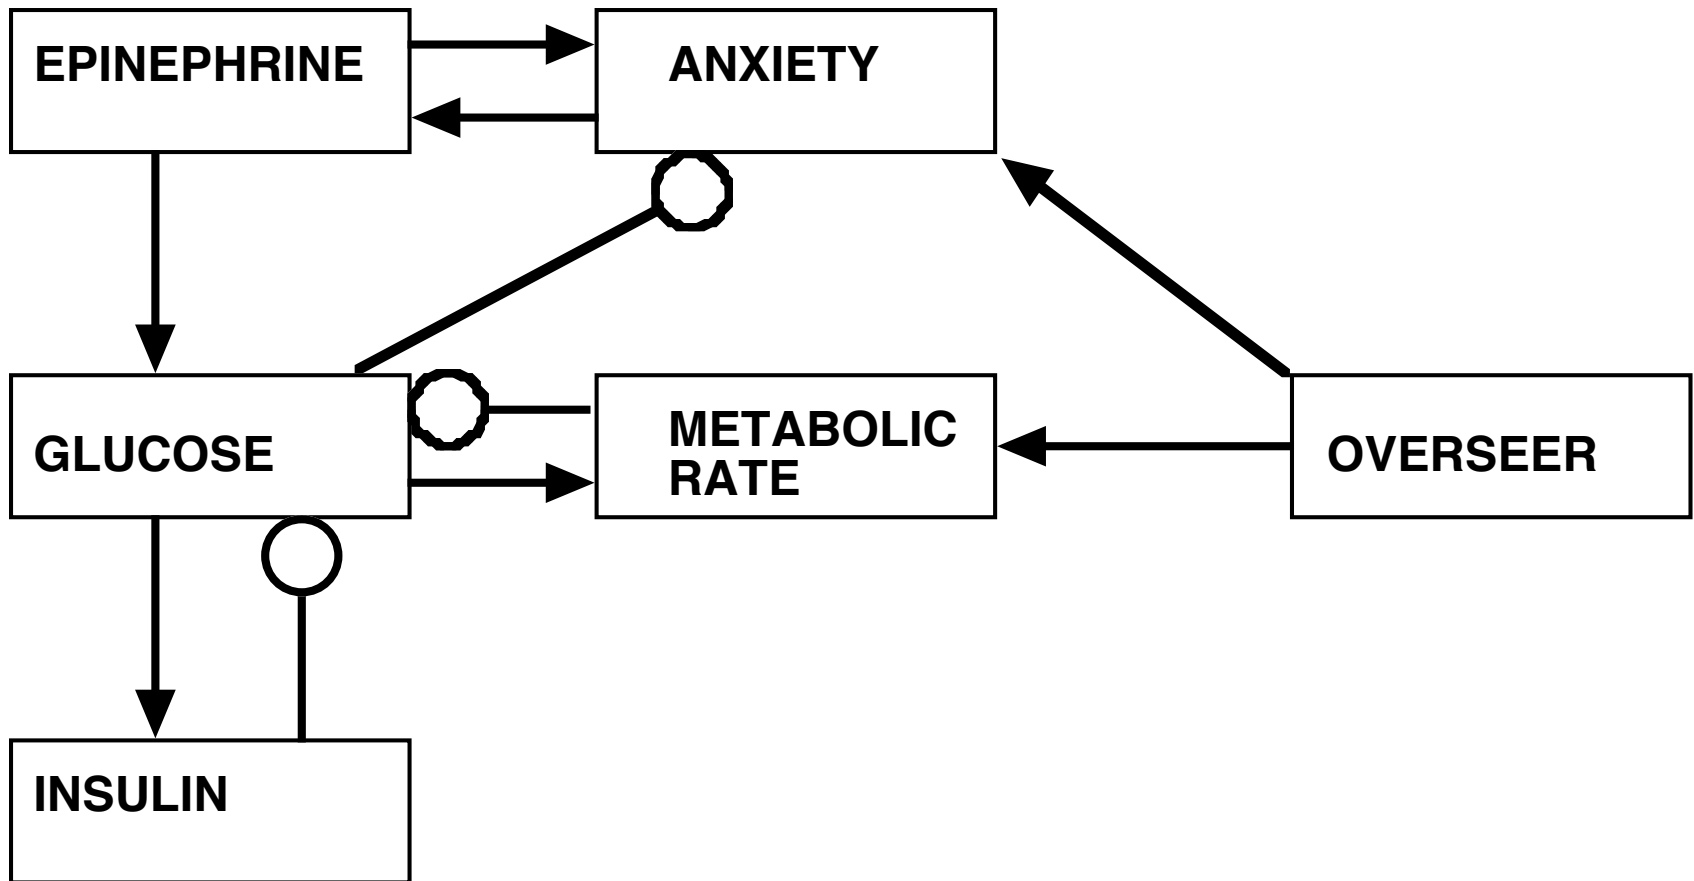 EPINEPHRINE
ANXIETY
GLUCOSE
METABOLIC
RATE
OVERSEER
INSULIN